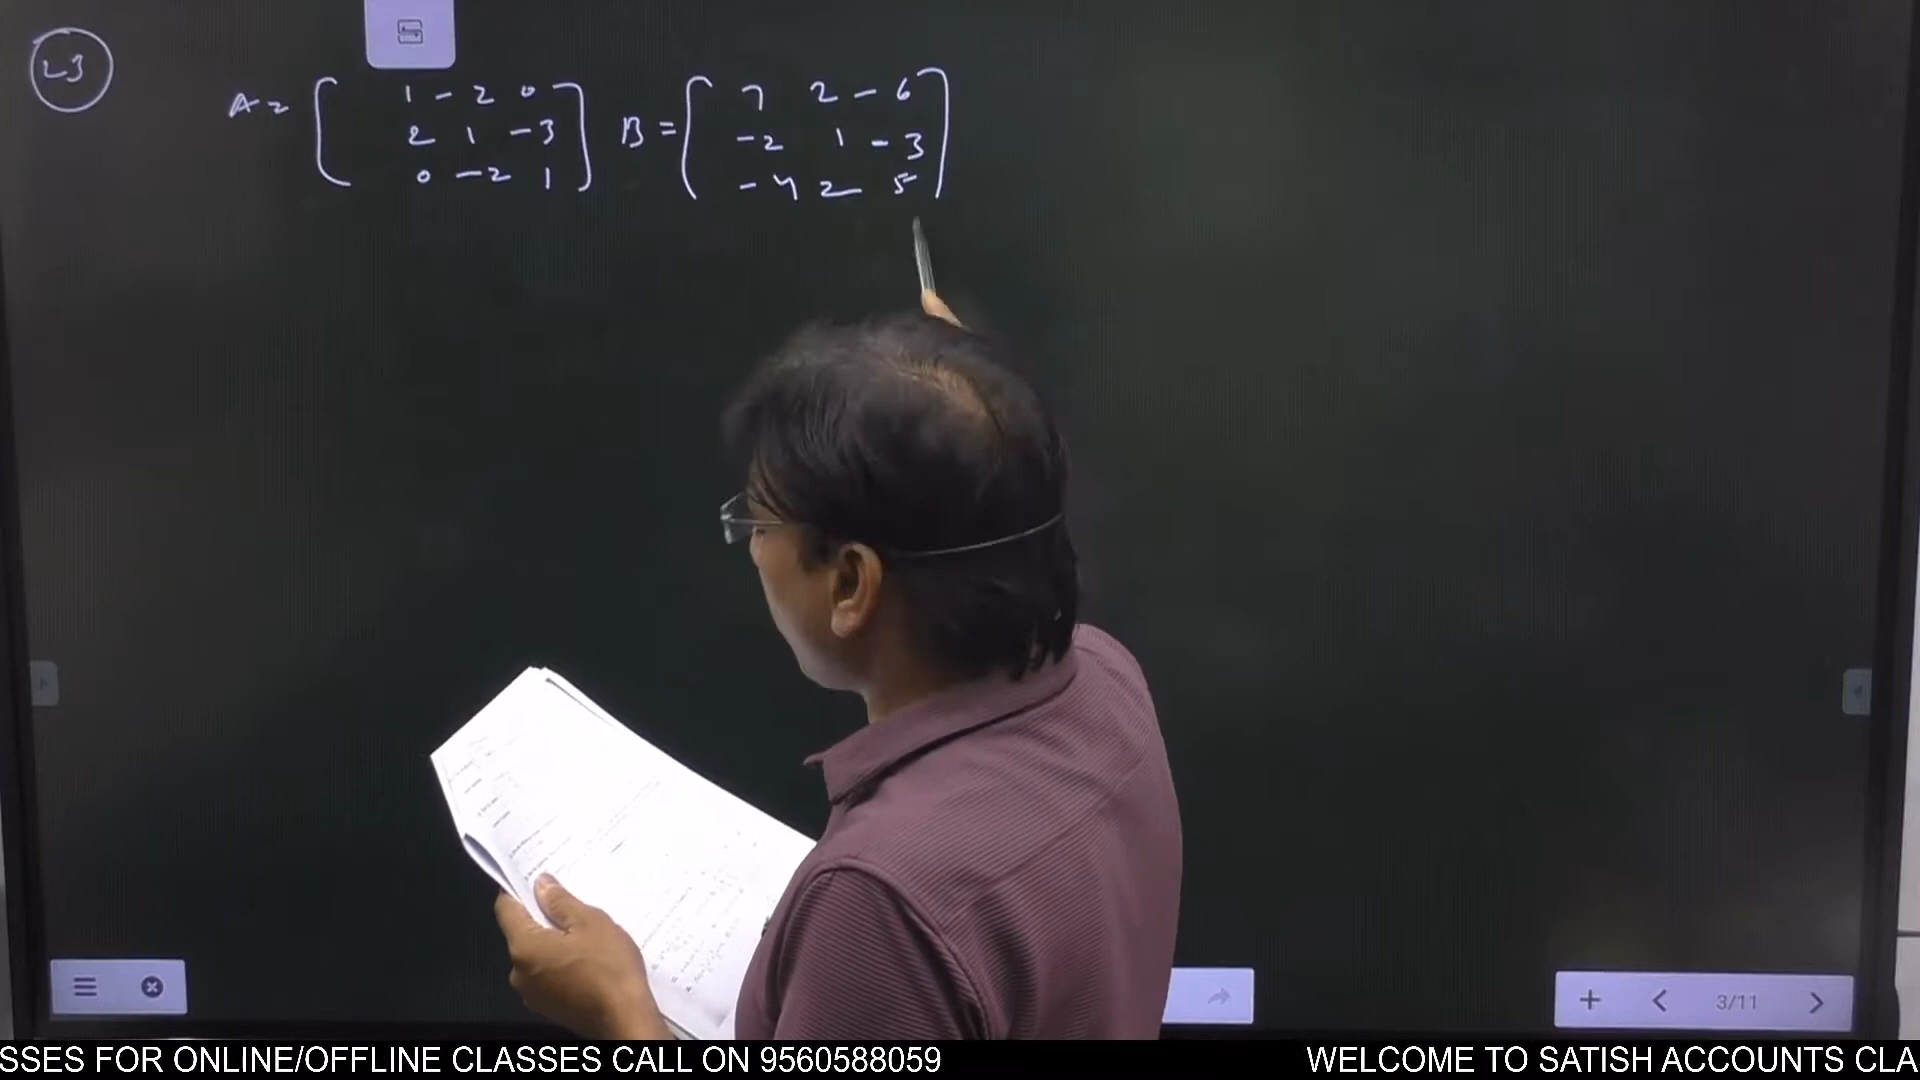 23
A = [ 1 -2 0
2 1 -3
0 -2 1 ]
B = [ 7 2 -6
-2 1 -3
-4 2 5 ]
3/11
SSES FOR ONLINE/OFFLINE CLASSES CALL ON 9560588059
WELCOME TO SATISH ACCOUNTS CLA